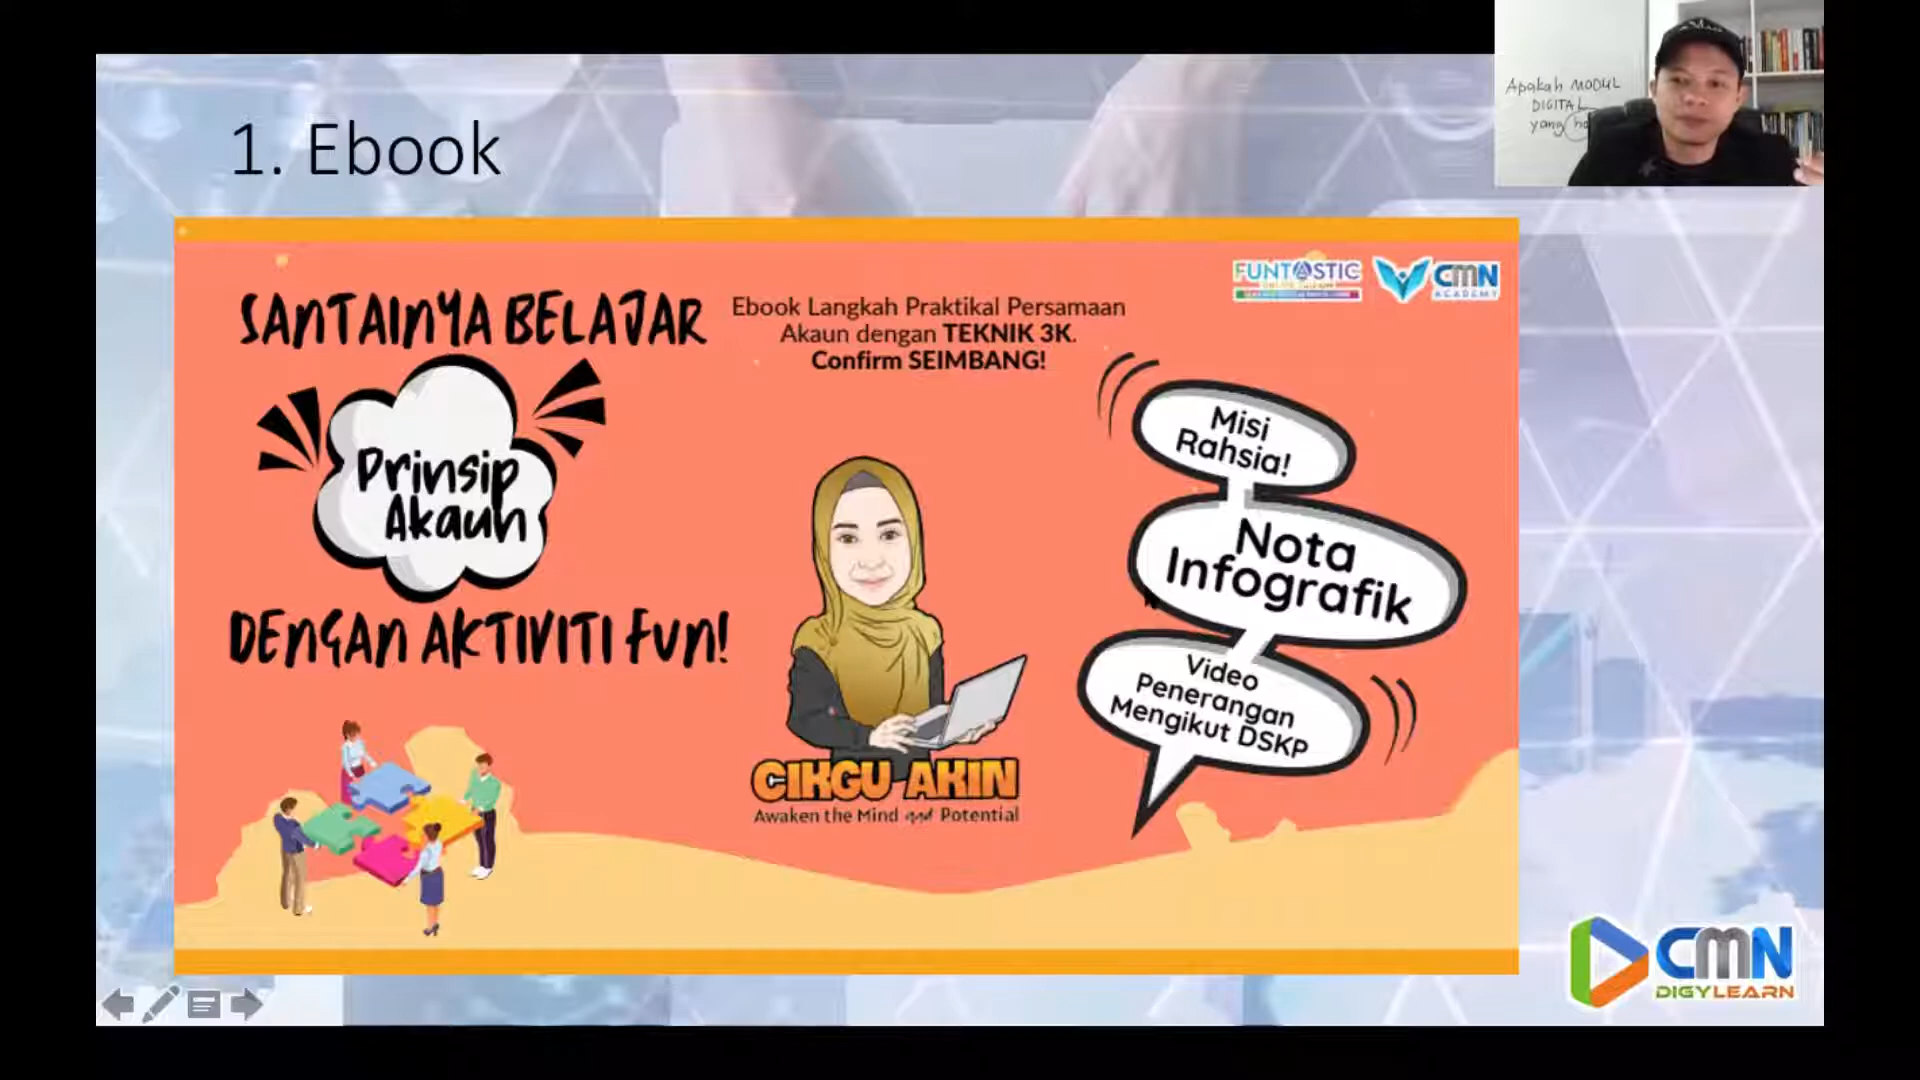 1. Ebook
Apakah MODUL
DIGITAL
yang
SANTAINYA BELAJAR
Prinsip
Akaun
DENGAN AKTIVITI FUN!
Ebook Langkah Praktikal Persamaan
Akaun dengan TEKNIK 3K.
Confirm SEIMBANG!
FUNTASTIC
CMN
ACADEMY
Misi
Rahsia!
Nota
Infografik
Video
Penerangan
Mengikut DSKP
CIKGU AKIN
Awaken the Mind and Potential
CMN
DIGYLEARN